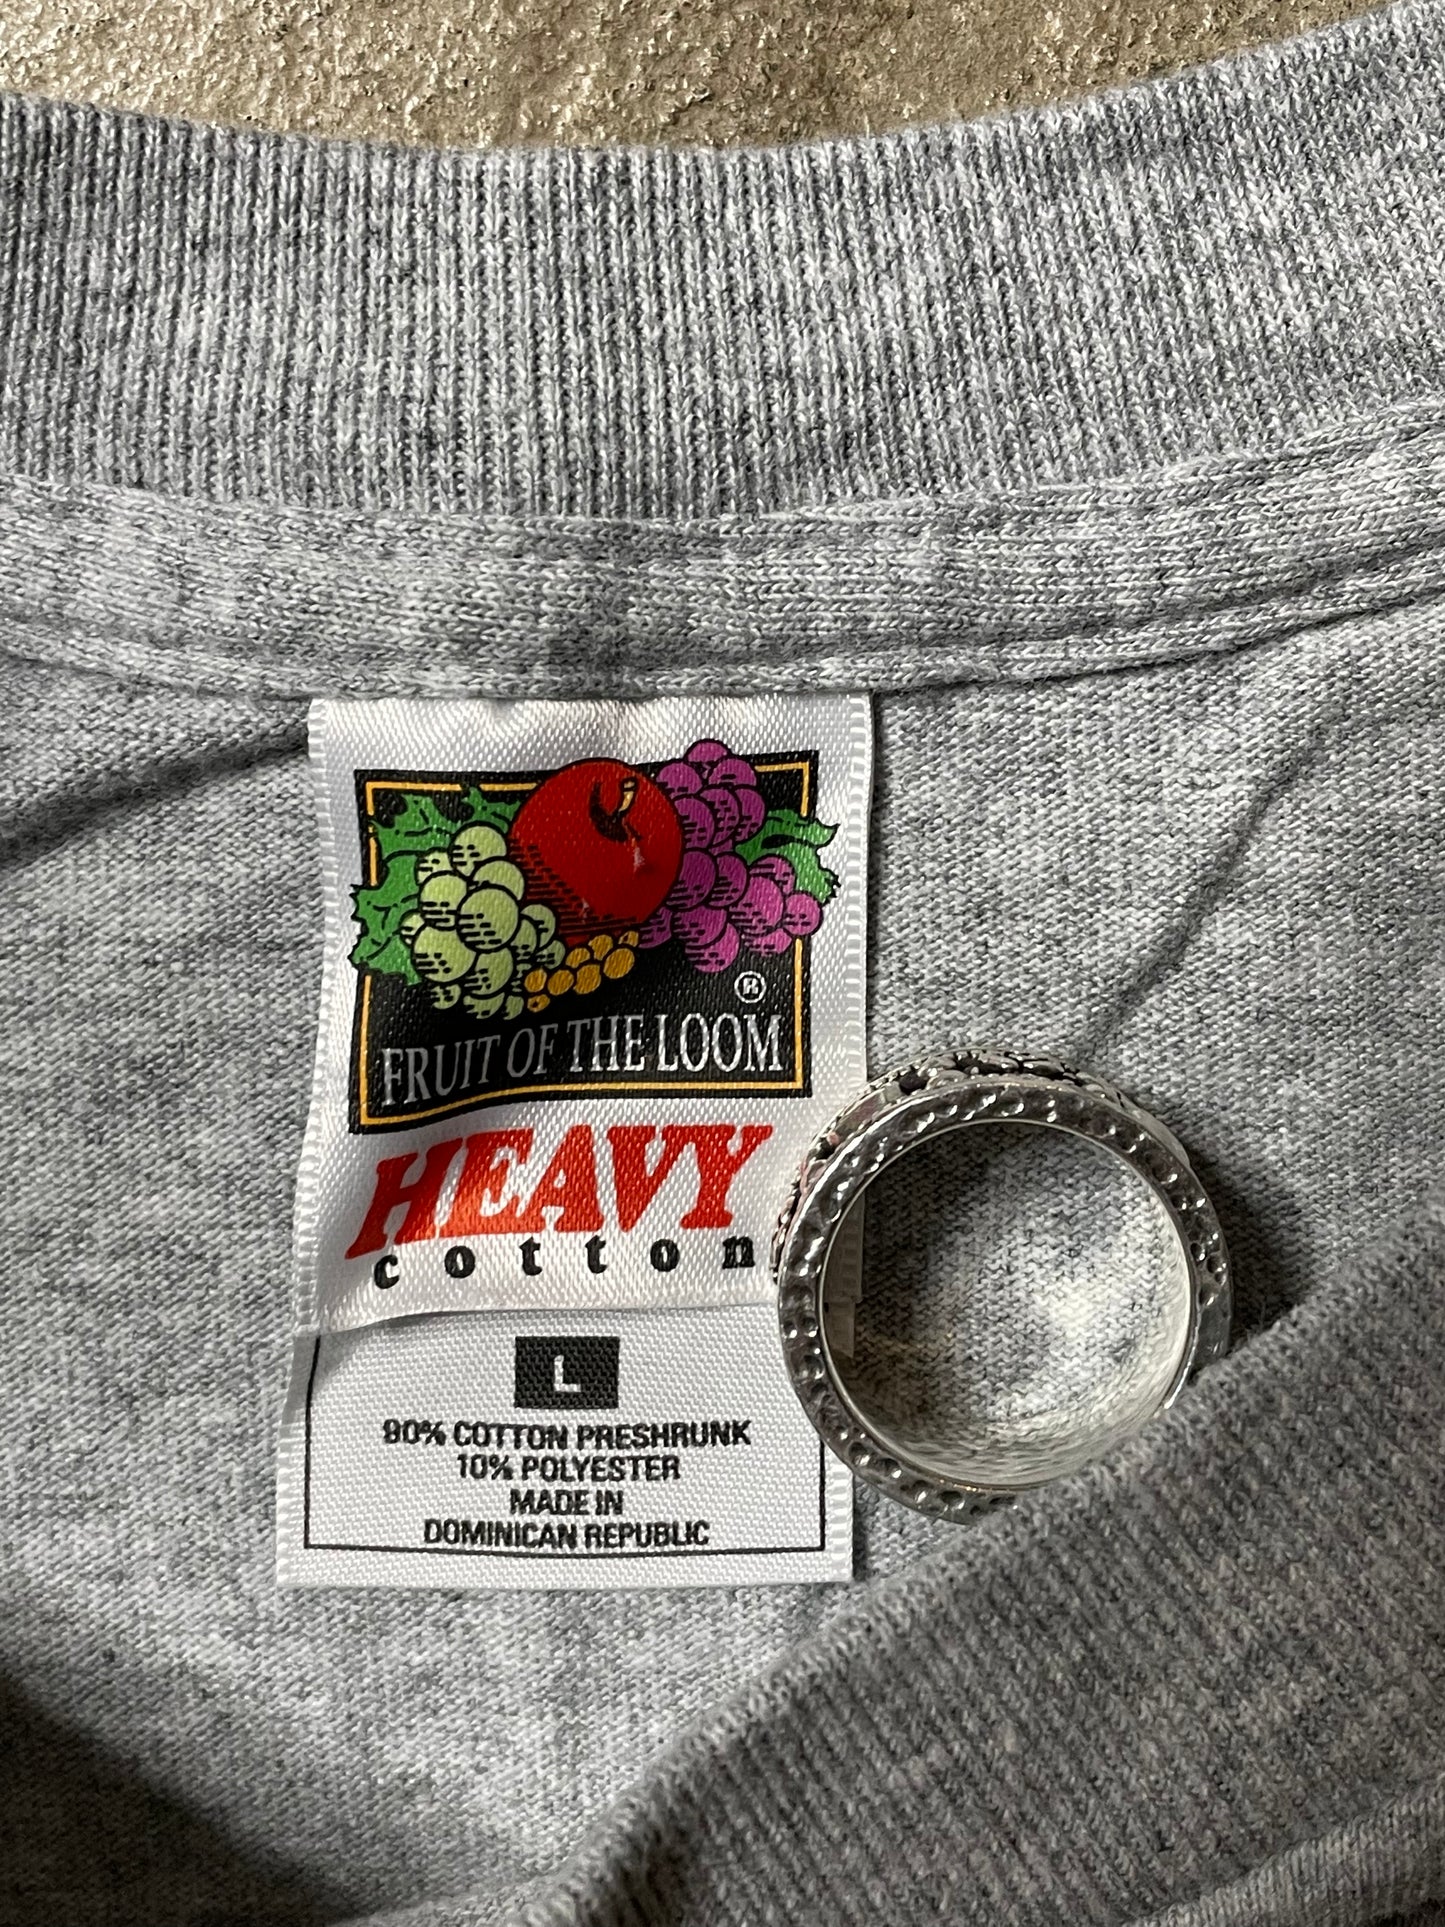 ®
FRUIT OF THE LOOM
HEAVY
cotton
L
90% COTTON PRESHRUNK
10% POLYESTER
MADE IN
DOMINICAN REPUBLIC